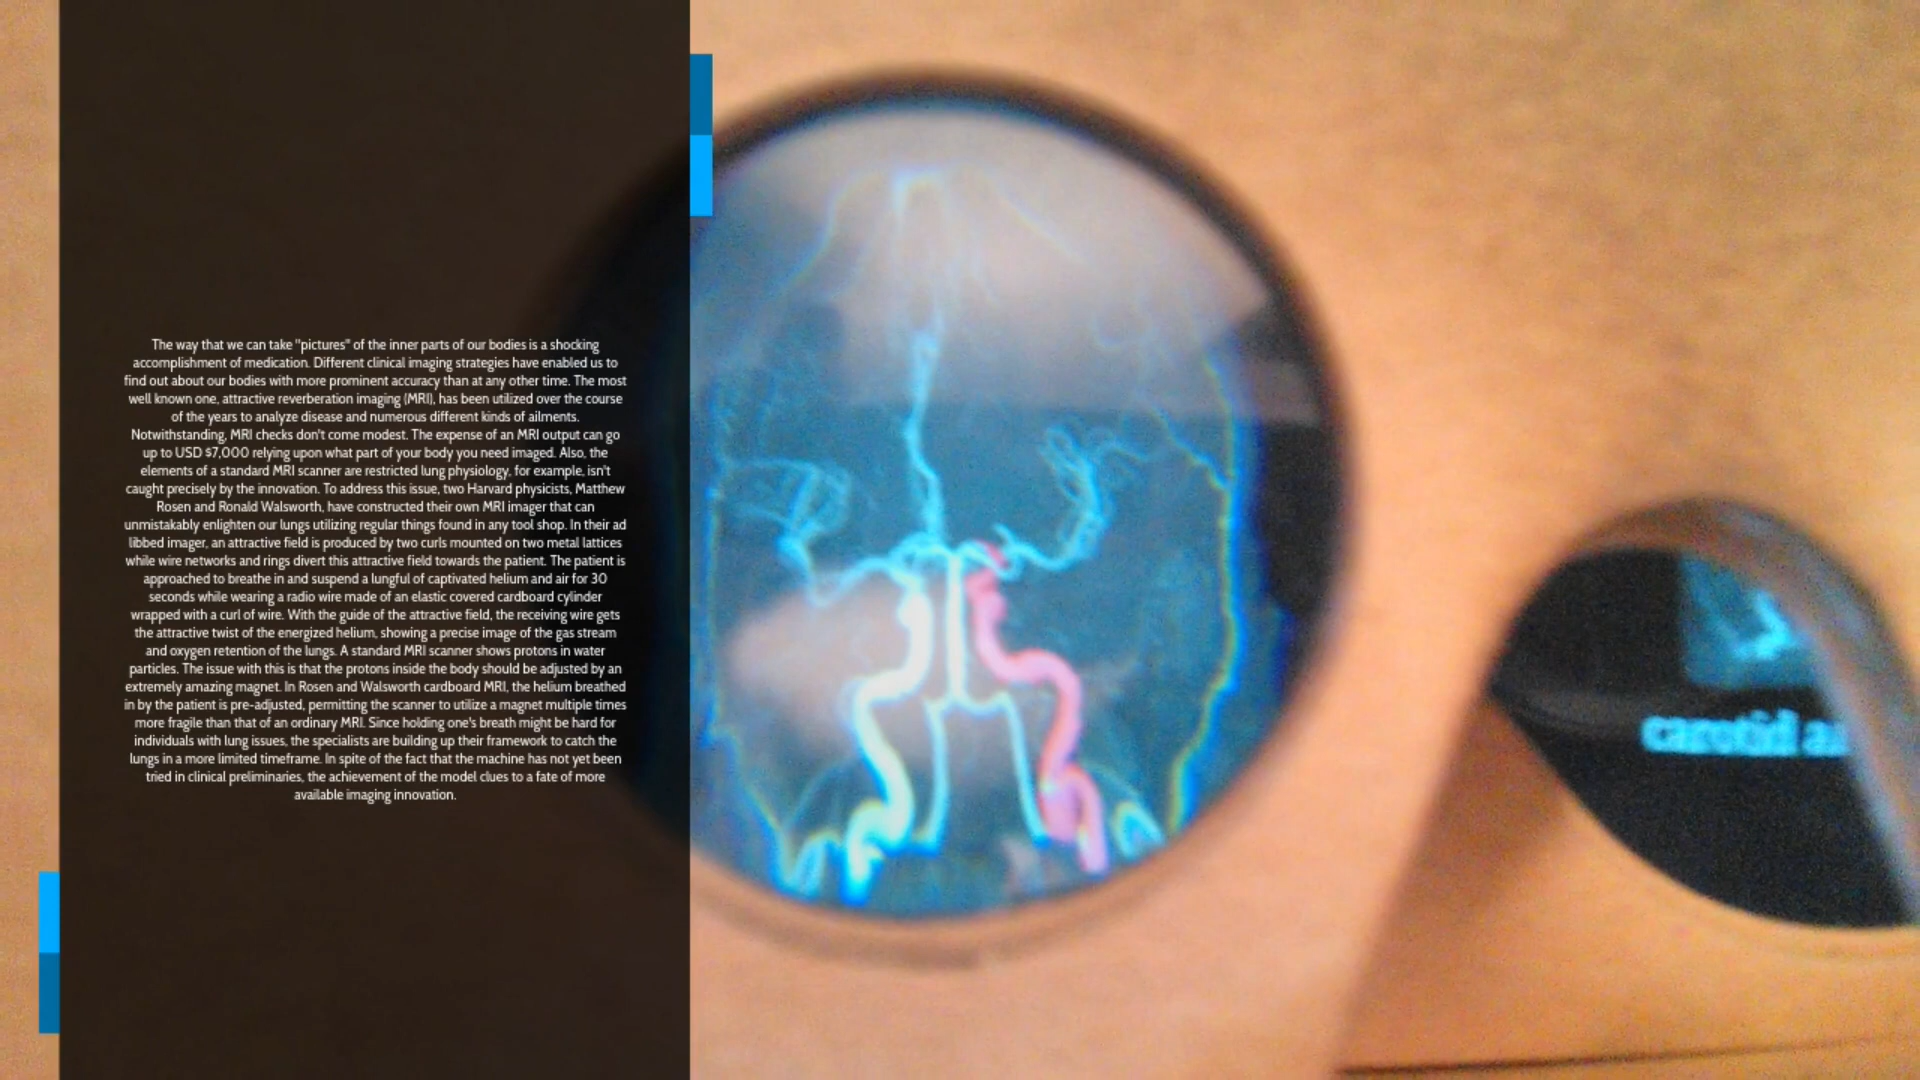 The way that we can take "pictures" of the inner parts of our bodies is a shocking
accomplishment of medication. Different clinical imaging strategies have enabled us to
find out about our bodies with more prominent accuracy than at any other time. The most
well known one, attractive reverberation imaging (MRI), has been utilized over the course
of the years to analyze disease and numerous different kinds of ailments.
Notwithstanding, MRI checks don't come modest. The expense of an MRI output can go
up to USD $7,000 relying upon what part of your body you need imaged. Also, the
elements of a standard MRI scanner are restricted lung physiology, for example, isn't
caught precisely by the innovation. To address this issue, two Harvard physicists, Matthew
Rosen and Ronald Walsworth, have constructed their own MRI imager that can
unmistakably enlighten our lungs utilizing regular things found in any tool shop. In their ad
libbed imager, an attractive field is produced by two curls mounted on two metal lattices
while wire networks and rings divert this attractive field towards the patient. The patient is
approached to breathe in and suspend a lungful of captivated helium and air for 30
seconds while wearing a radio wire made of an elastic covered cardboard cylinder
wrapped with a curl of wire. With the guide of the attractive field, the receiving wire gets
the attractive twist of the energized helium, showing a precise image of the gas stream
and oxygen retention of the lungs. A standard MRI scanner shows protons in water
particles. The issue with this is that the protons inside the body should be adjusted by an
extremely amazing magnet. In Rosen and Walsworth cardboard MRI, the helium breathed
in by the patient is pre-adjusted, permitting the scanner to utilize a magnet multiple times
more fragile than that of an ordinary MRI. Since holding one's breath might be hard for
individuals with lung issues, the specialists are building up their framework to catch the
lungs in a more limited timeframe. In spite of the fact that the machine has not yet been
tried in clinical preliminaries, the achievement of the model clues to a fate of more
available imaging innovation.
carotid